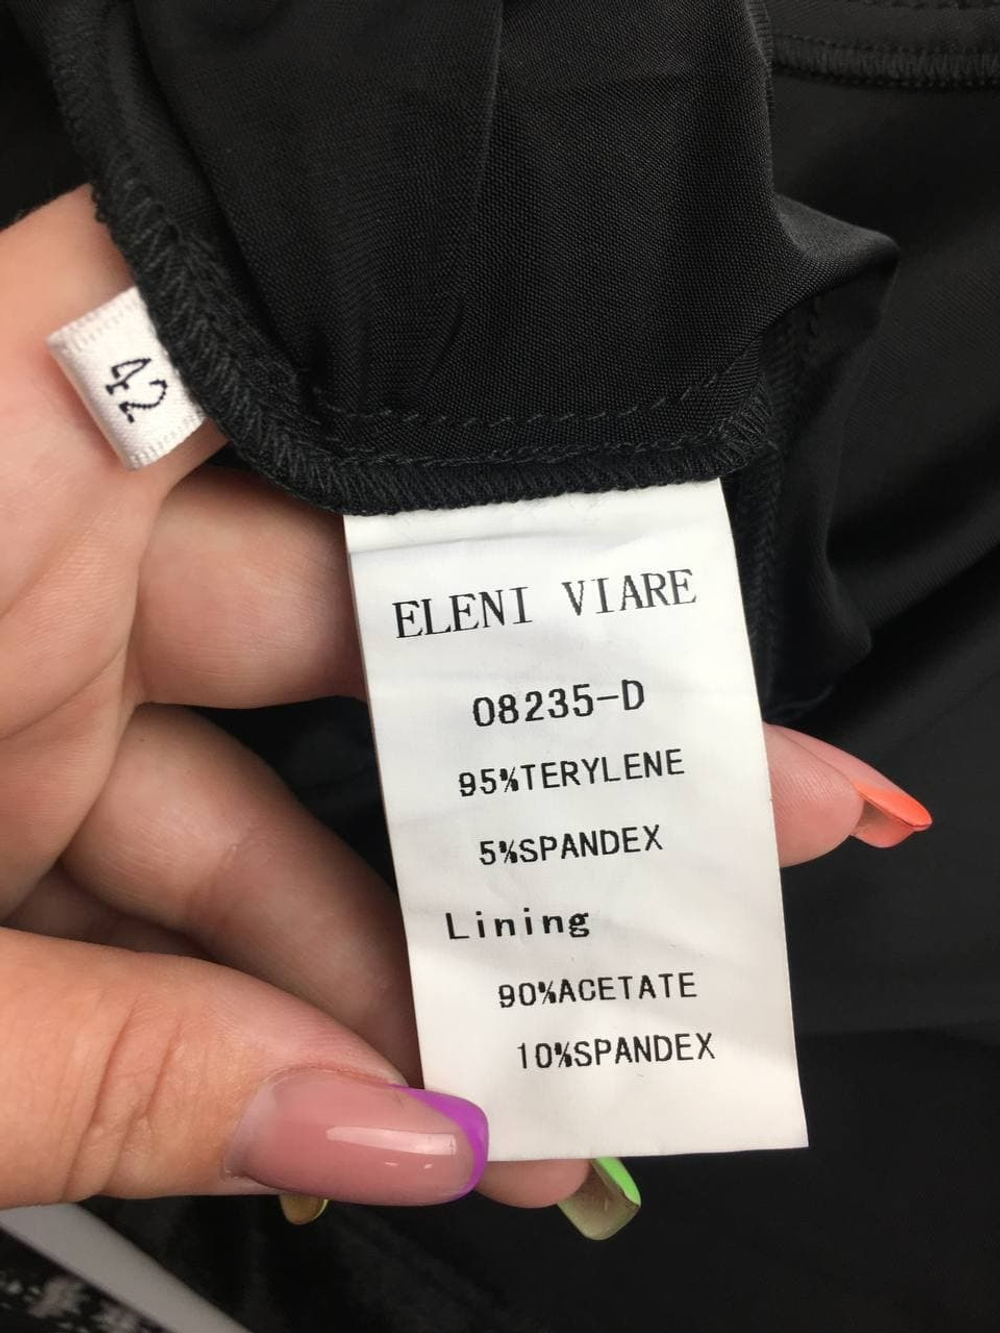 42
ELENI VIARE
08235-D
95%TERYLENE
5%SPANDEX
Lining
90%ACETATE
10%SPANDEX